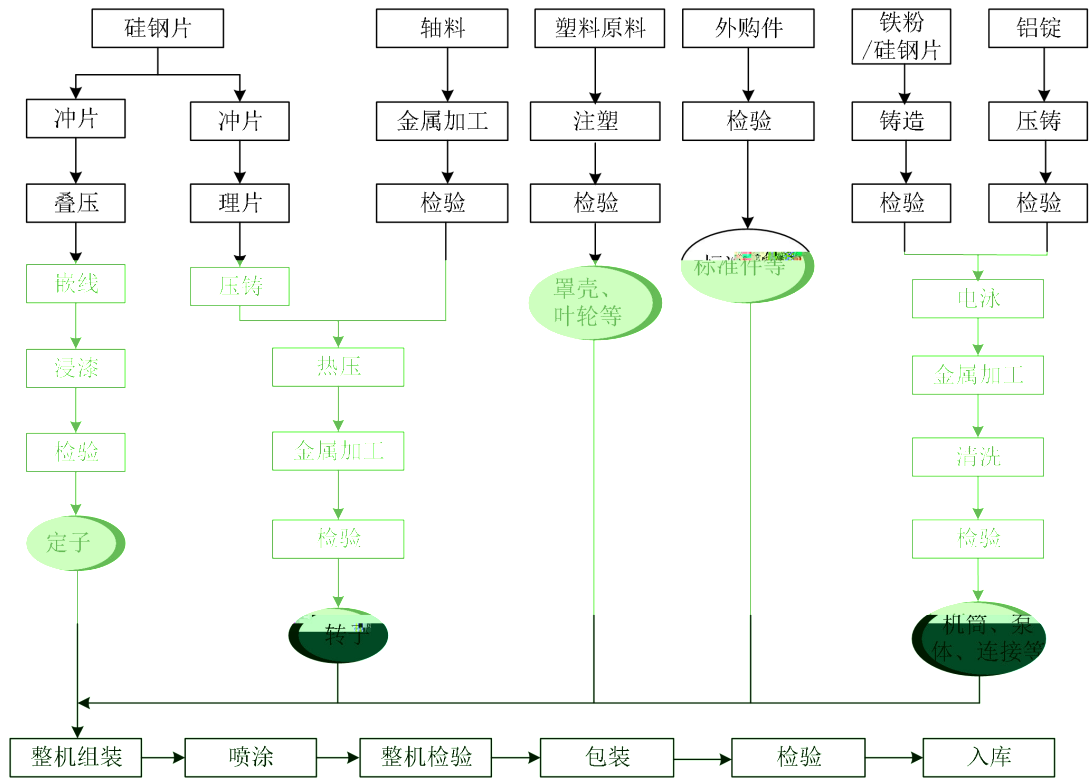 硅钢片
轴料
塑料原料
外购件
铁粉
/硅钢片
铝锭
冲片
冲片
金属加工
注塑
检验
铸造
压铸
叠压
理片
检验
检验
检验
检验
嵌线
压铸
罩壳、
叶轮等
标准件等
电泳
浸漆
热压
金属加工
检验
金属加工
清洗
定子
检验
检验
转子
机筒、泵
体、连接等
整机组装
喷涂
整机检验
包装
检验
入库